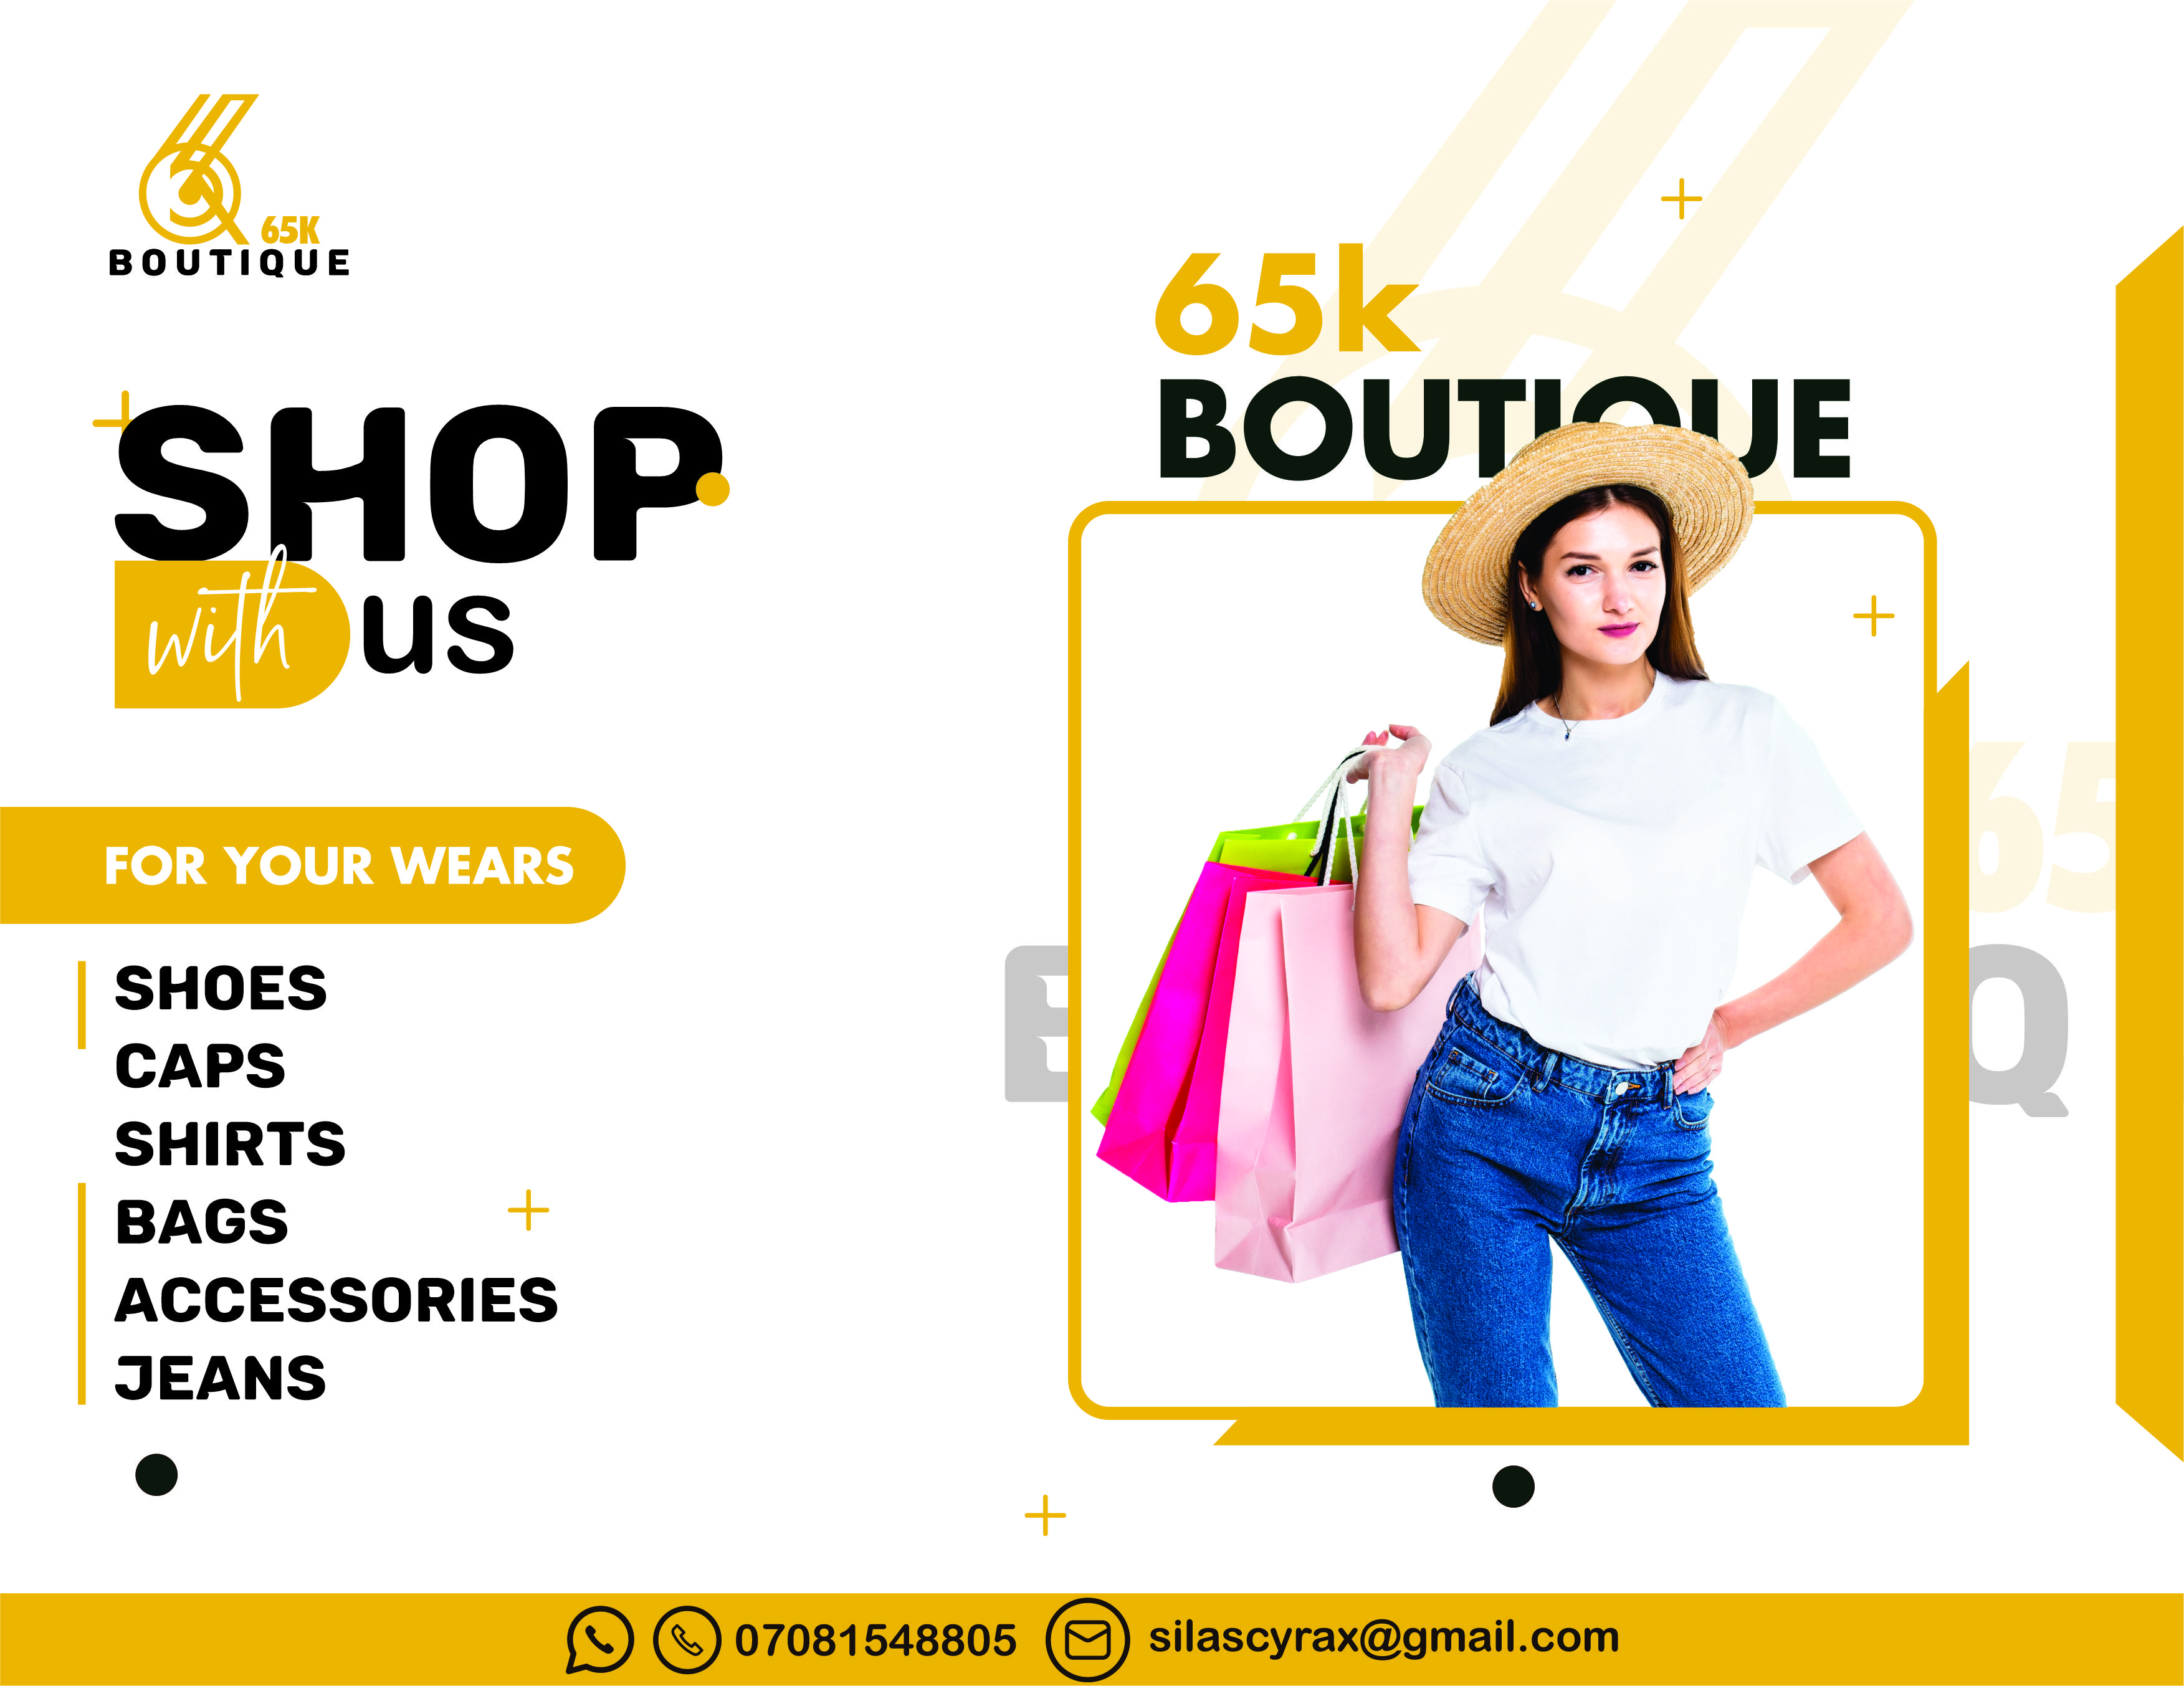 65K
BOUTIQUE
SHOP
with us
FOR YOUR WEARS
SHOES
CAPS
SHIRTS
BAGS
ACCESSORIES
JEANS
65k
BOUTIQUE
65
Q
07081548805
silascyrax@gmail.com